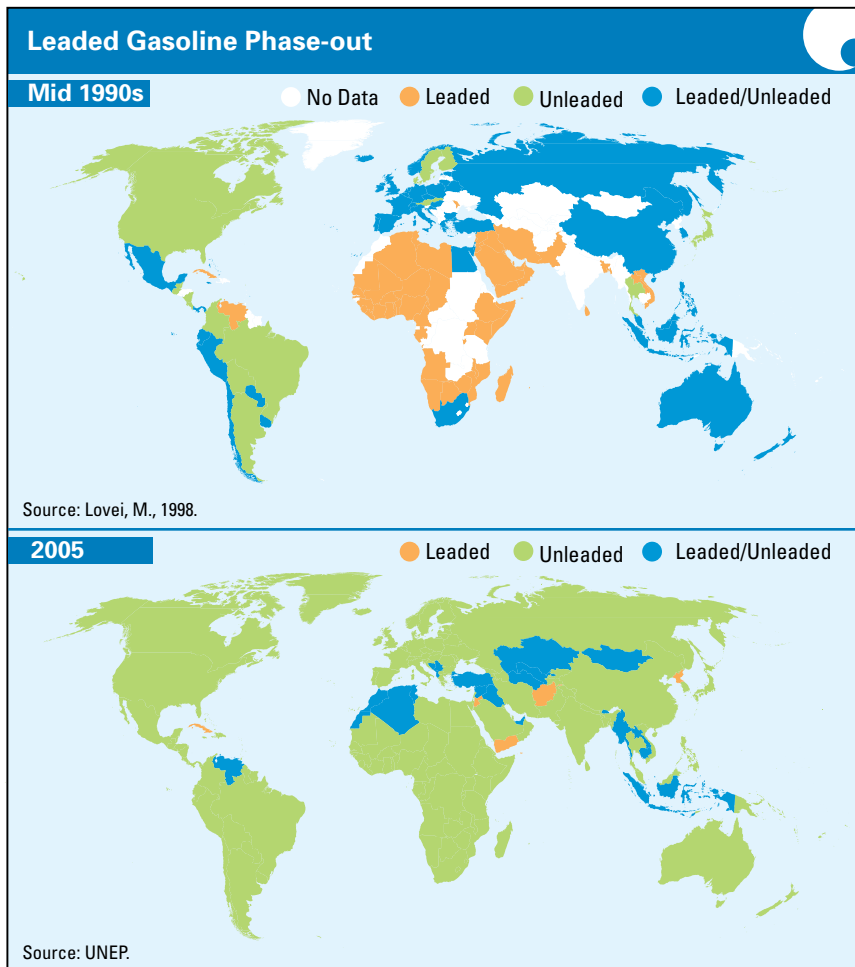 Leaded Gasoline Phase-out
Mid 1990s
No Data Leaded Unleaded Leaded/Unleaded
Source: Lovei, M., 1998.
2005
Leaded Unleaded Leaded/Unleaded
Source: UNEP.